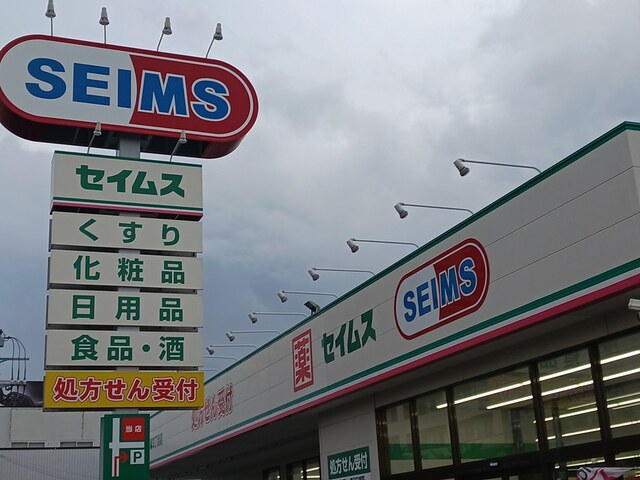 SEIMS
セイムス
くすり
化粧品
日用品
食品・酒
処方せん受付
当店
P
処方せん受付
薬 セイムス SEIMS
処方せん受付